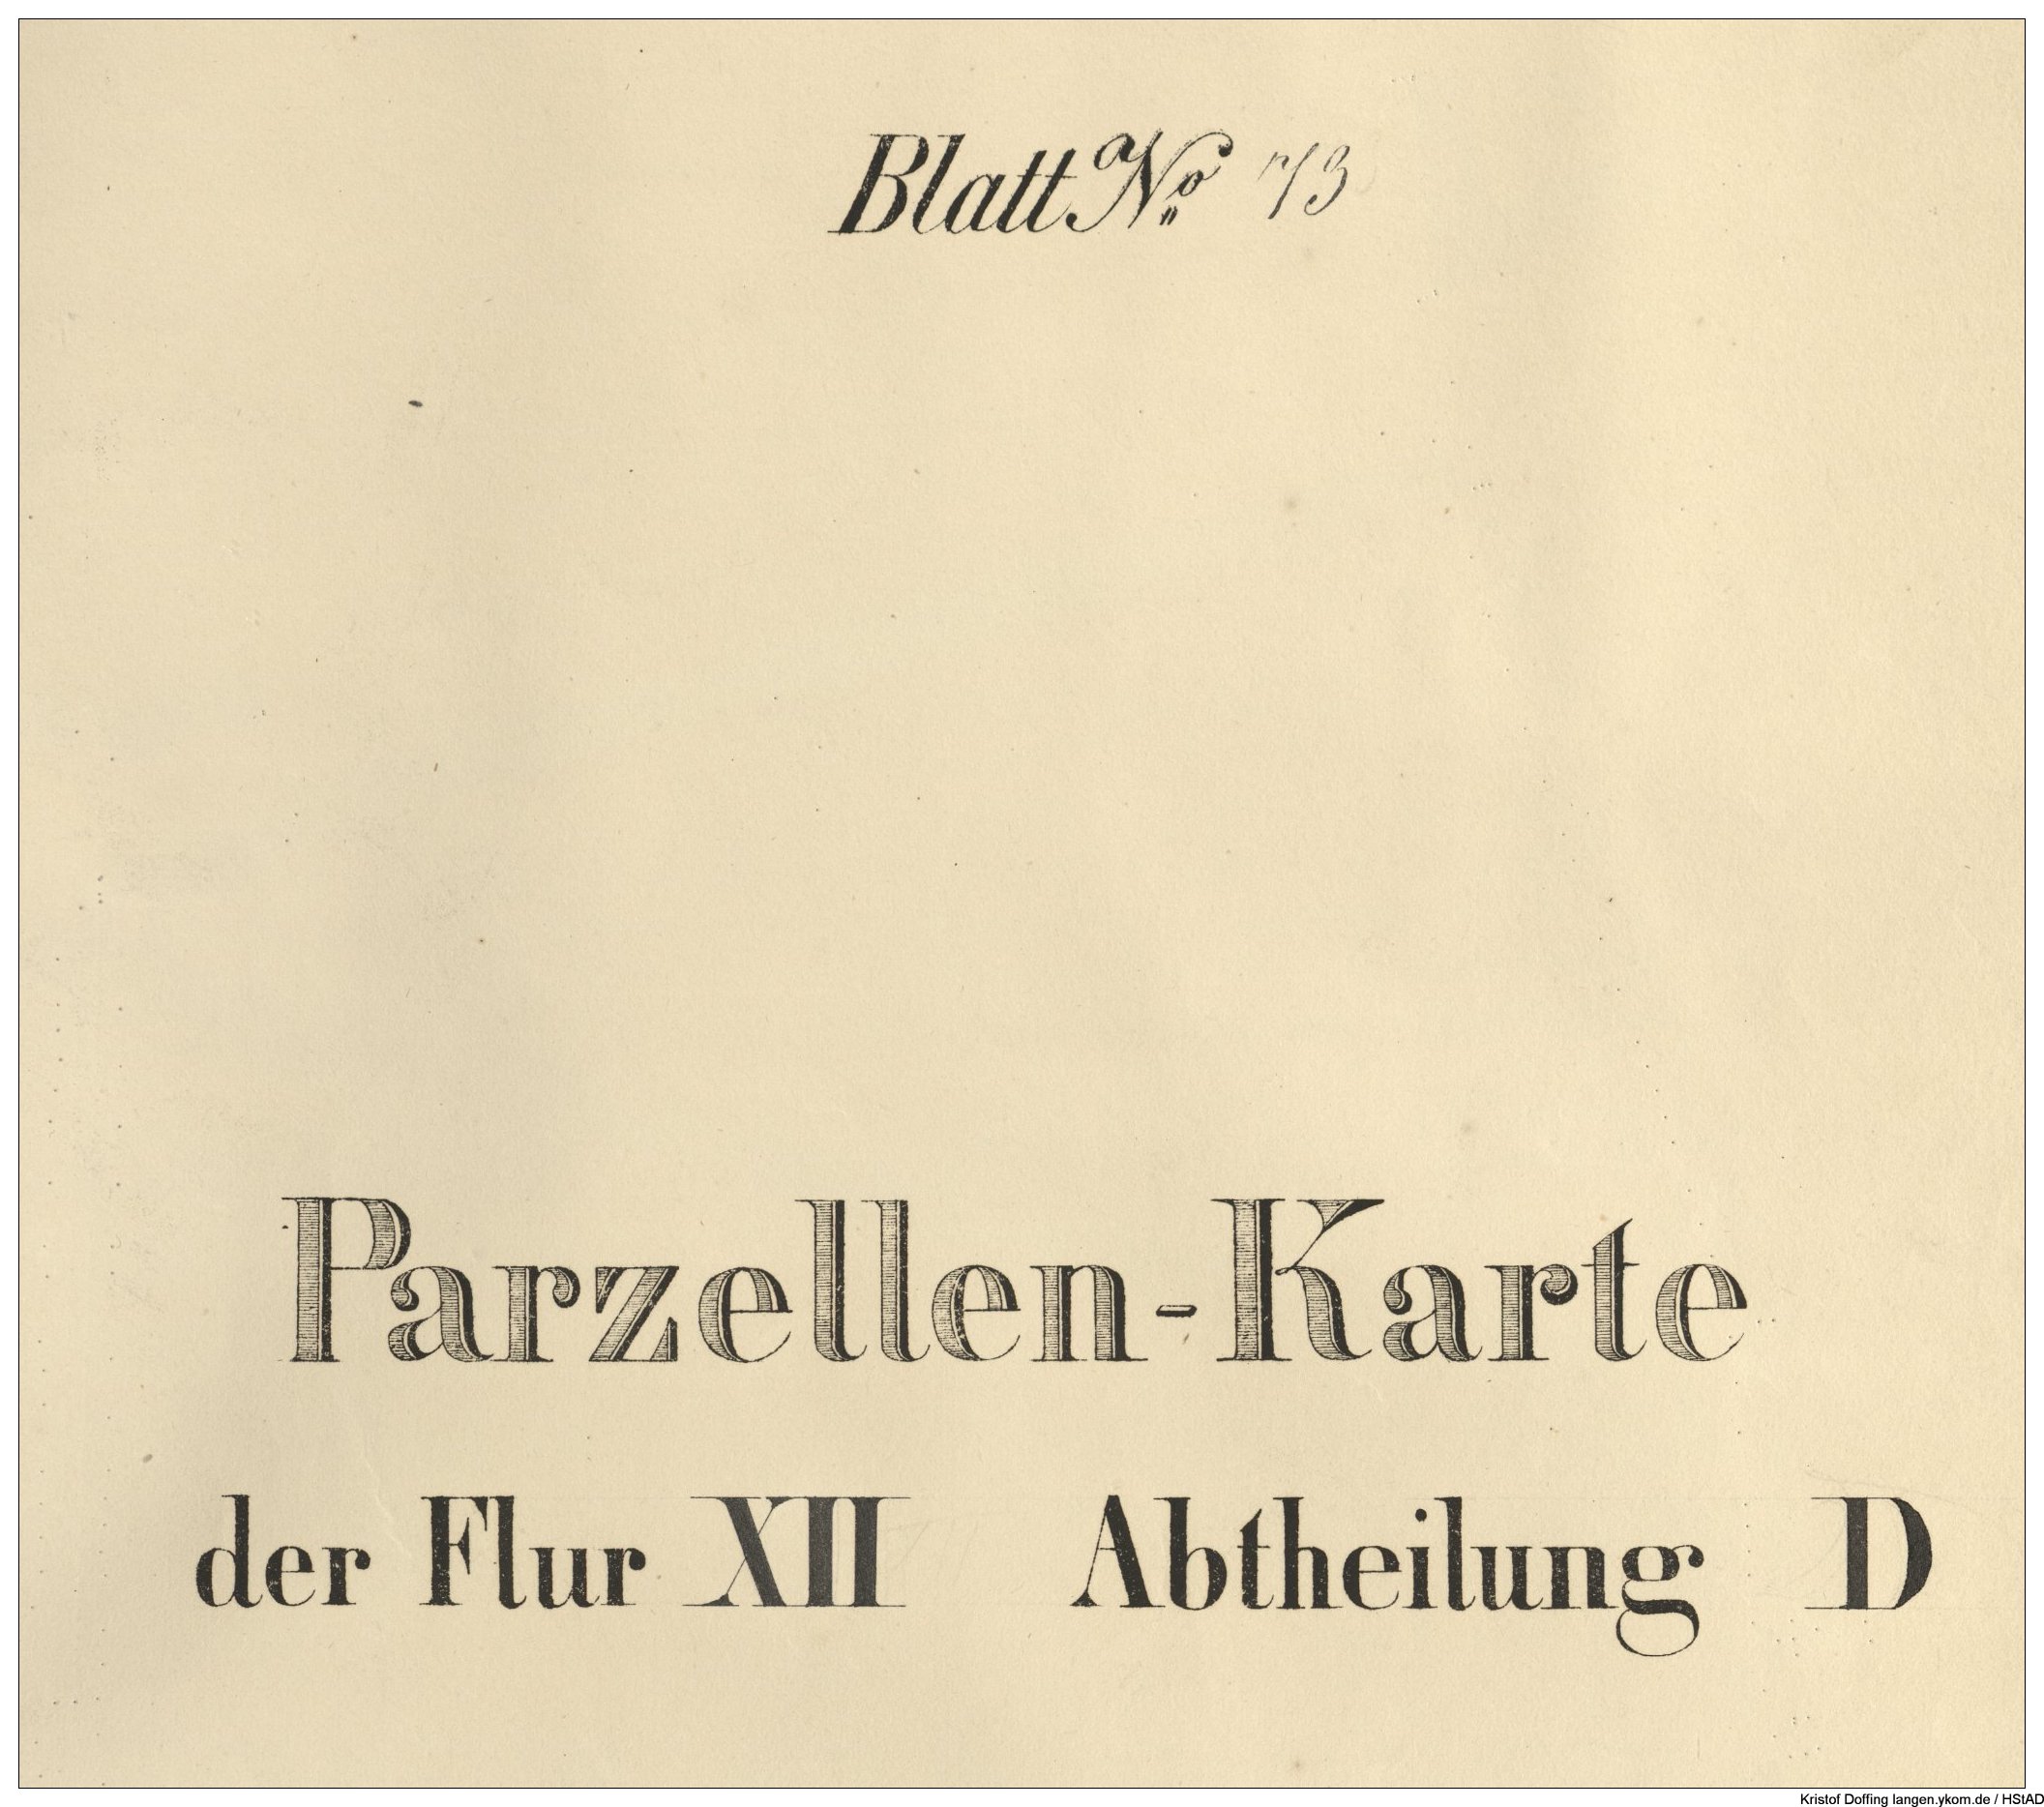 Blatt No 73
Parzellen-Karte
der Flur XII Abtheilung D
Kristof Doffing langen.ykom.de / HStAD